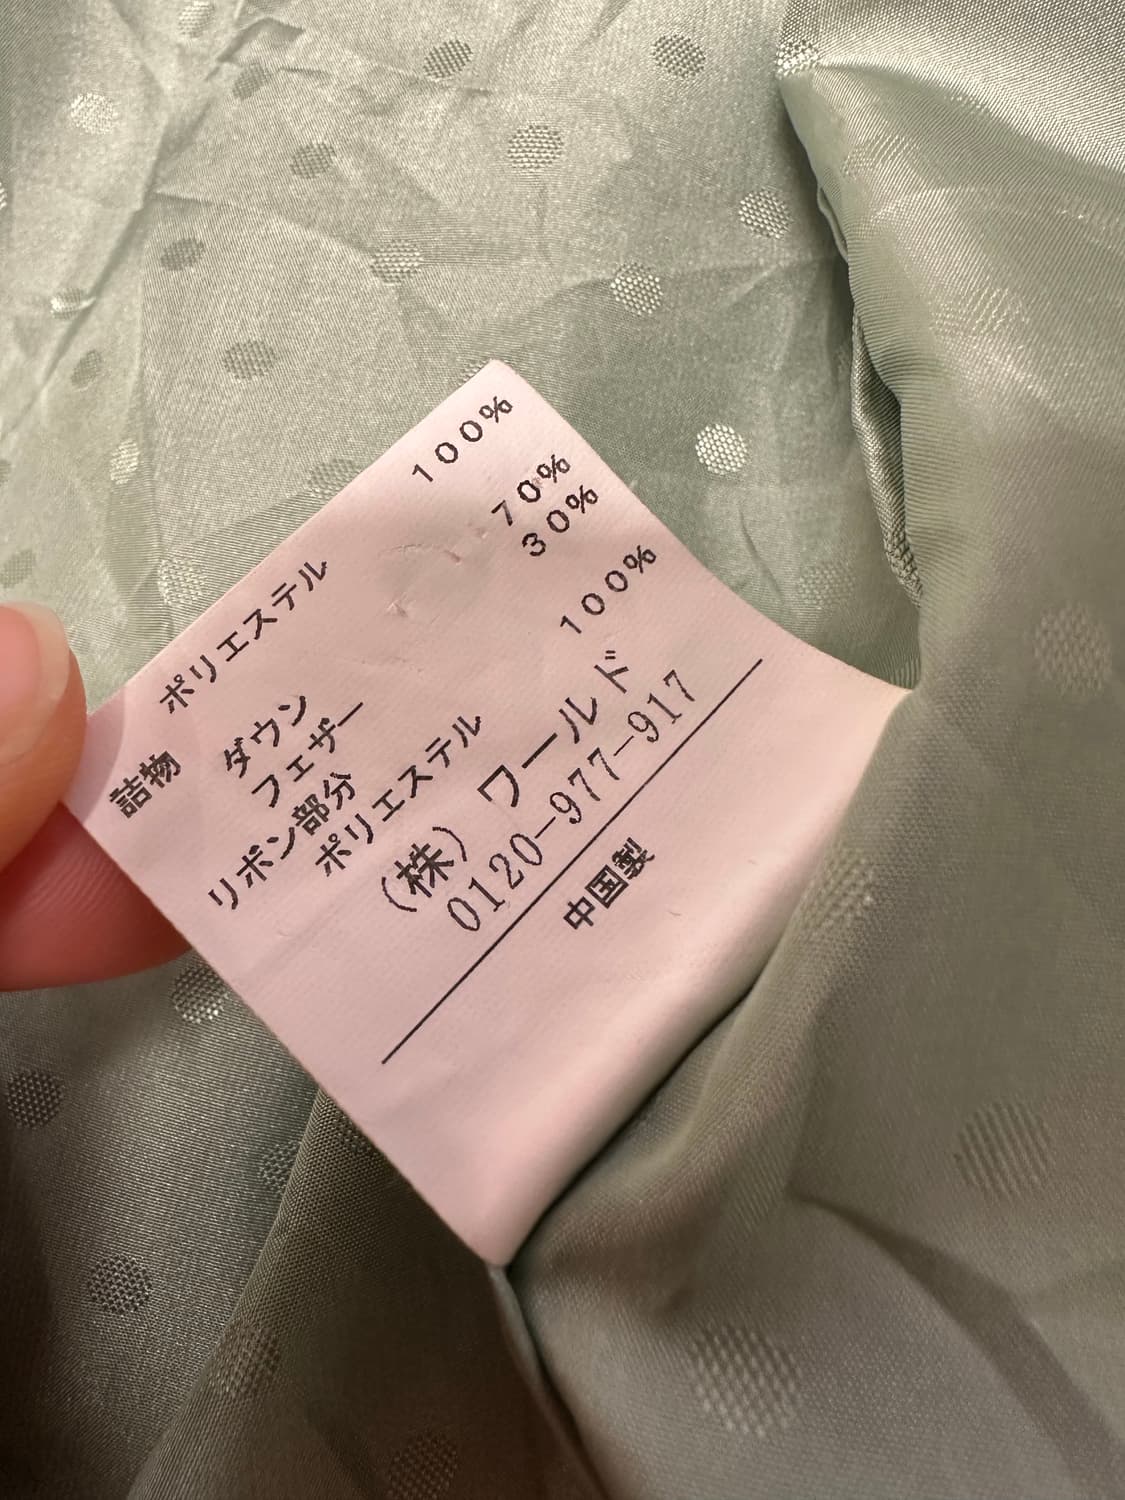 ポリエステル 100%
詰物 ダウン 70%
フェザー 30%
リボン部分
ポリエステル 100%
(株) ワールド
0120-977-917
中国製